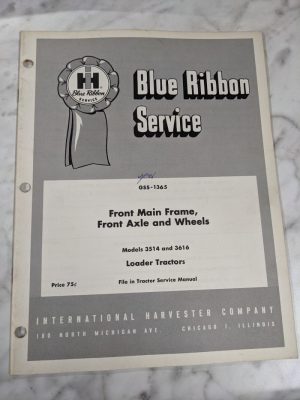 IH
Blue Ribbon
SERVICE
Blue Ribbon
Service
GSS-1365
Front Main Frame,
Front Axle and Wheels
Models 3514 and 3616
Loader Tractors
Price 75¢
File in Tractor Service Manual
INTERNATIONAL HARVESTER COMPANY
180 NORTH MICHIGAN AVE. CHICAGO 1, ILLINOIS